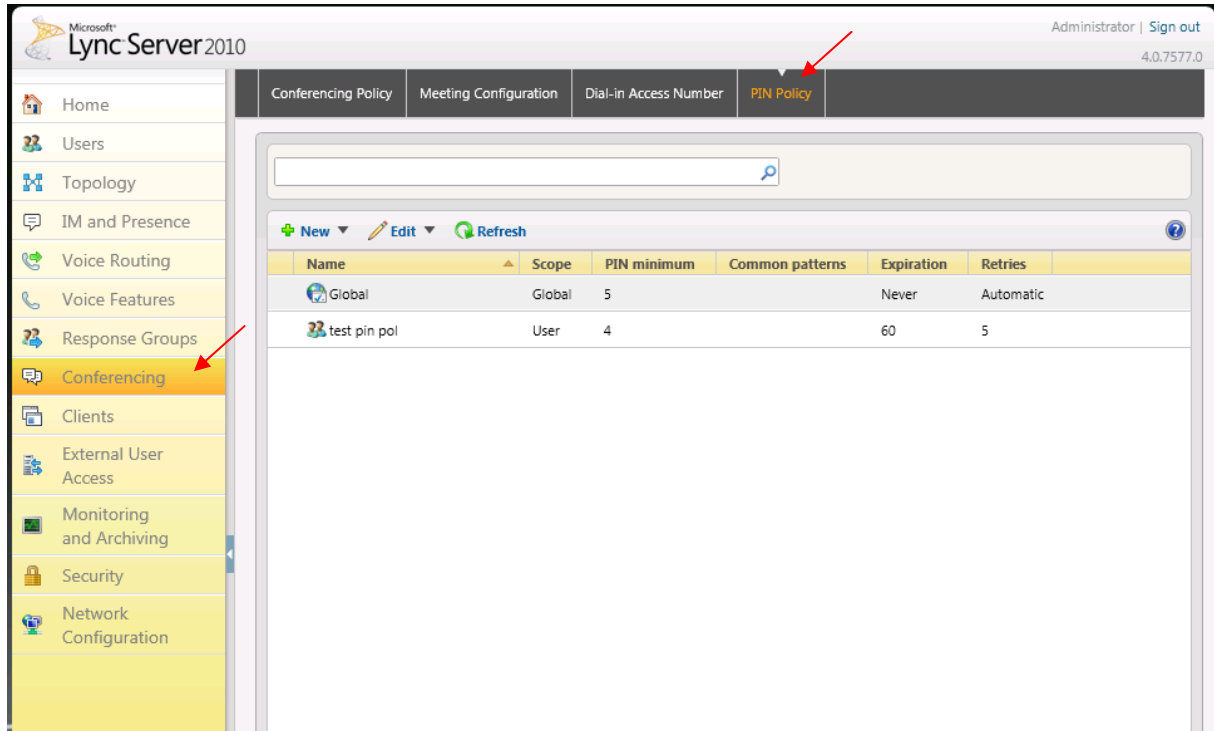 Microsoft®
Lync Server 2010
Administrator | Sign out
4.0.7577.0
Home
Users
Topology
IM and Presence
Voice Routing
Voice Features
Response Groups
Conferencing
Clients
External User
Access
Monitoring
and Archiving
Security
Network
Configuration
Conferencing Policy Meeting Configuration Dial-in Access Number PIN Policy
New Edit Refresh
Name Scope PIN minimum Common patterns Expiration Retries
Global Global 5 Never Automatic
test pin pol User 4 60 5